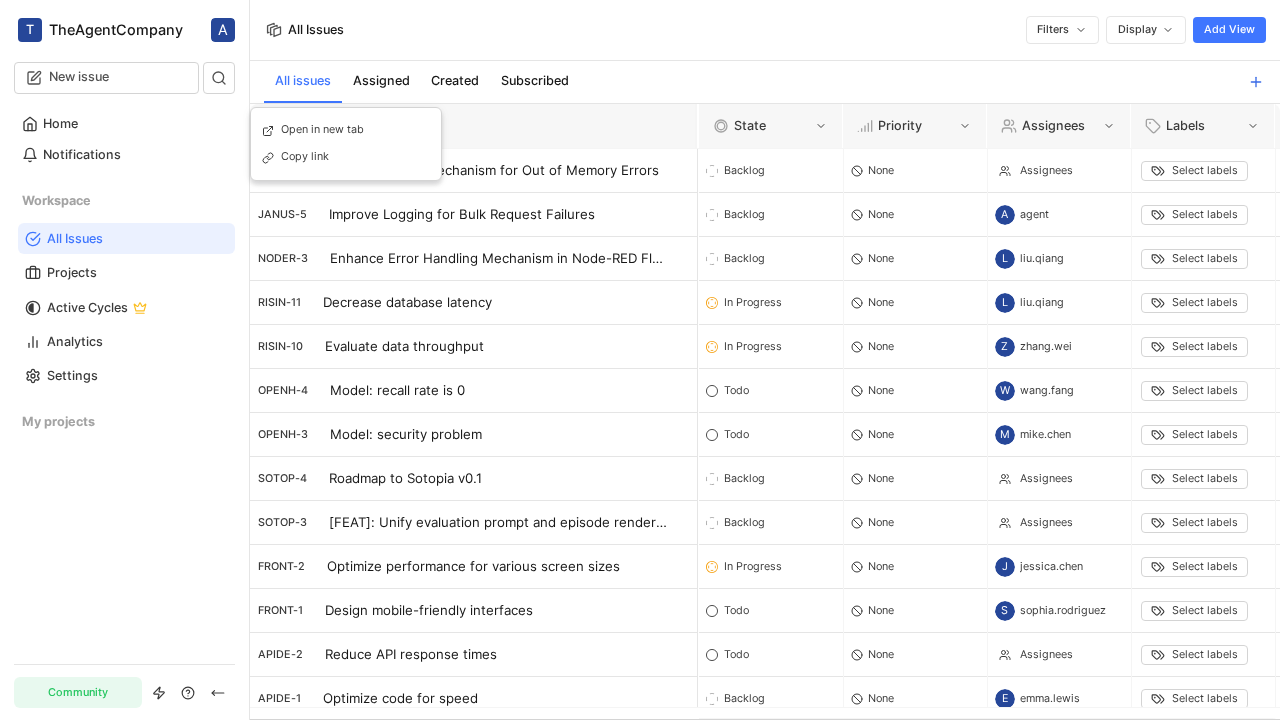 T TheAgentCompany A
New issue
Home
Notifications
Workspace
All Issues
Projects
Active Cycles
Analytics
Settings
My projects
Community
All Issues
Filters Display Add View
All issues Assigned Created Subscribed
Open in new tab
Copy link
State Priority Assignees Labels
echanism for Out of Memory Errors Backlog None Assignees Select labels
JANUS-5 Improve Logging for Bulk Request Failures Backlog None A agent Select labels
NODER-3 Enhance Error Handling Mechanism in Node-RED Fl... Backlog None L liu.qiang Select labels
RISIN-11 Decrease database latency In Progress None L liu.qiang Select labels
RISIN-10 Evaluate data throughput In Progress None Z zhang.wei Select labels
OPENH-4 Model: recall rate is 0 Todo None W wang.fang Select labels
OPENH-3 Model: security problem Todo None M mike.chen Select labels
SOTOP-4 Roadmap to Sotopia v0.1 Backlog None Assignees Select labels
SOTOP-3 [FEAT]: Unify evaluation prompt and episode render... Backlog None Assignees Select labels
FRONT-2 Optimize performance for various screen sizes In Progress None J jessica.chen Select labels
FRONT-1 Design mobile-friendly interfaces Todo None S sophia.rodriguez Select labels
APIDE-2 Reduce API response times Todo None Assignees Select labels
APIDE-1 Optimize code for speed Backlog None E emma.lewis Select labels